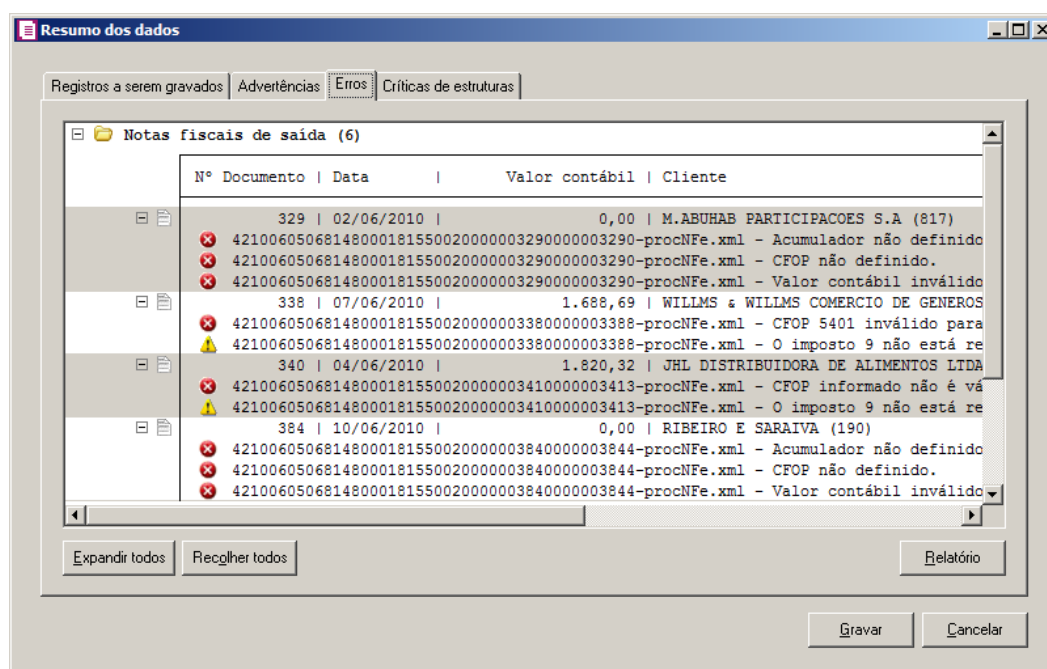 Resumo dos dados
Registros a serem gravados Advertências Erros Críticas de estruturas
Notas fiscais de saída (6)
Nº Documento | Data | Valor contábil | Cliente
329 | 02/06/2010 | 0,00 | M.ABUHAB PARTICIPACOES S.A (817)
42100605068148000181550020000003290000003290-procNFe.xml - Acumulador não definido
42100605068148000181550020000003290000003290-procNFe.xml - CFOP não definido.
42100605068148000181550020000003290000003290-procNFe.xml - Valor contábil inválido
338 | 07/06/2010 | 1.688,69 | WILLMS & WILLMS COMERCIO DE GENEROS
42100605068148000181550020000003380000003388-procNFe.xml - CFOP 5401 inválido para
42100605068148000181550020000003380000003388-procNFe.xml - O imposto 9 não está re
340 | 04/06/2010 | 1.820,32 | JHL DISTRIBUIDORA DE ALIMENTOS LTDA
42100605068148000181550020000003410000003413-procNFe.xml - CFOP informado não é vá
42100605068148000181550020000003410000003413-procNFe.xml - O imposto 9 não está re
384 | 10/06/2010 | 0,00 | RIBEIRO E SARAIVA (190)
42100605068148000181550020000003840000003844-procNFe.xml - Acumulador não definido
42100605068148000181550020000003840000003844-procNFe.xml - CFOP não definido.
42100605068148000181550020000003840000003844-procNFe.xml - Valor contábil inválido
Expandir todos Recolher todos Relatório
Gravar Cancelar